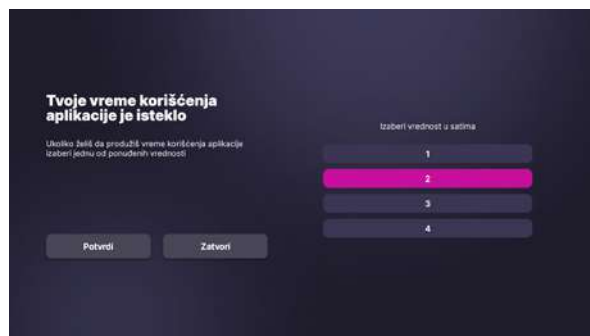 Tvoje vreme korišćenja
aplikacije je isteklo
Ukoliko želiš da produžiš vreme korišćenja aplikacije
izaberi jednu od ponuđenih vrednosti
Potvrdi
Zatvori
Izaberi vrednost u satima
1
2
3
4